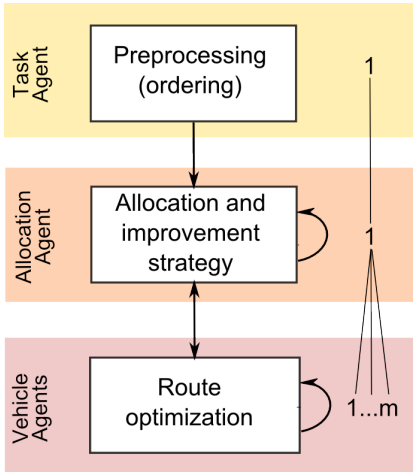 Task
Agent
Preprocessing
(ordering)
1
Allocation
Agent
Allocation and
improvement
strategy
1
Vehicle
Agents
Route
optimization
1...m